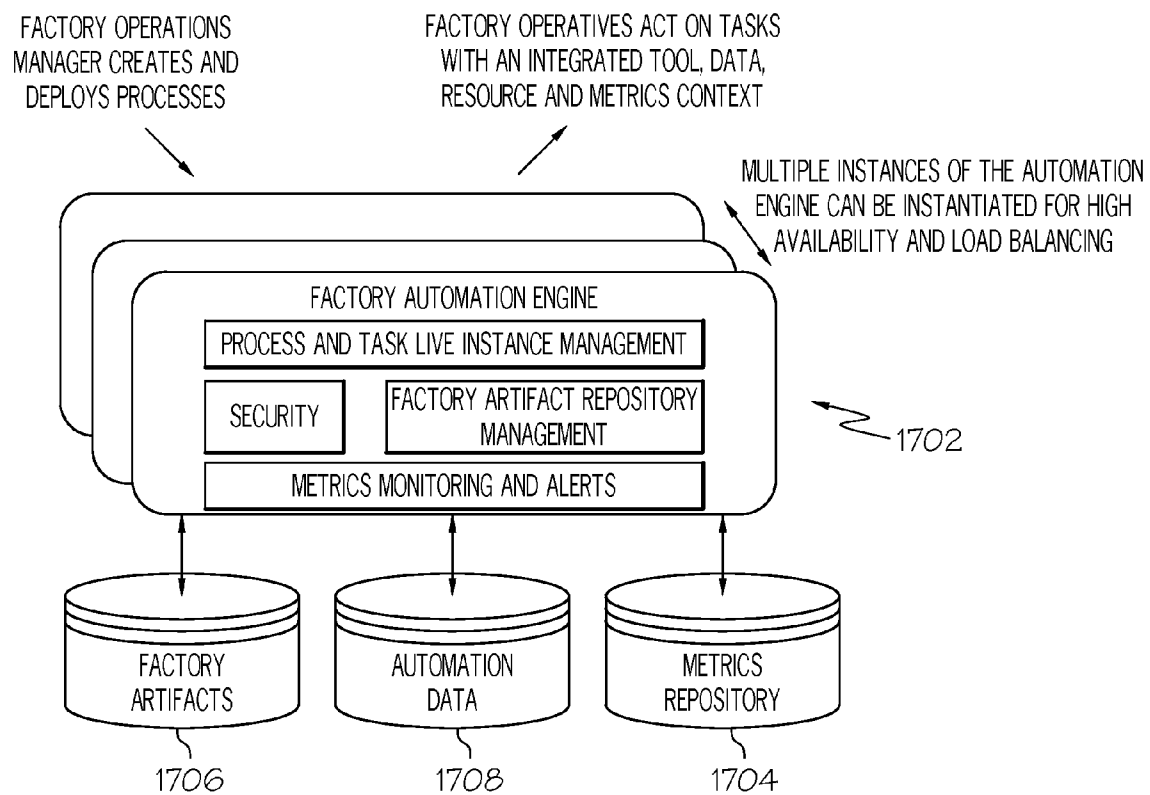 FACTORY OPERATIONS
MANAGER CREATES AND
DEPLOYS PROCESSES
FACTORY OPERATIVES ACT ON TASKS
WITH AN INTEGRATED TOOL, DATA,
RESOURCE AND METRICS CONTEXT
MULTIPLE INSTANCES OF THE AUTOMATION
ENGINE CAN BE INSTANTIATED FOR HIGH
AVAILABILITY AND LOAD BALANCING
FACTORY AUTOMATION ENGINE
PROCESS AND TASK LIVE INSTANCE MANAGEMENT
SECURITY
FACTORY ARTIFACT REPOSITORY
MANAGEMENT
METRICS MONITORING AND ALERTS
1702
FACTORY
ARTIFACTS
AUTOMATION
DATA
METRICS
REPOSITORY
1706
1708
1704